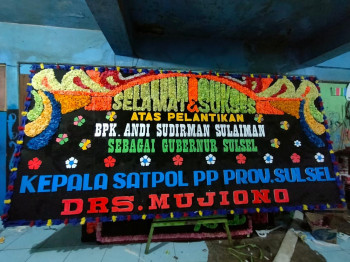 SELAMAT & SUKSES
ATAS PELANTIKAN
BPK. ANDI SUDIRMAN SULAIMAN
SEBAGAI GUBERNUR SULSEL
KEPALA SATPOL PP PROV. SULSEL
DRS. MUJIONO